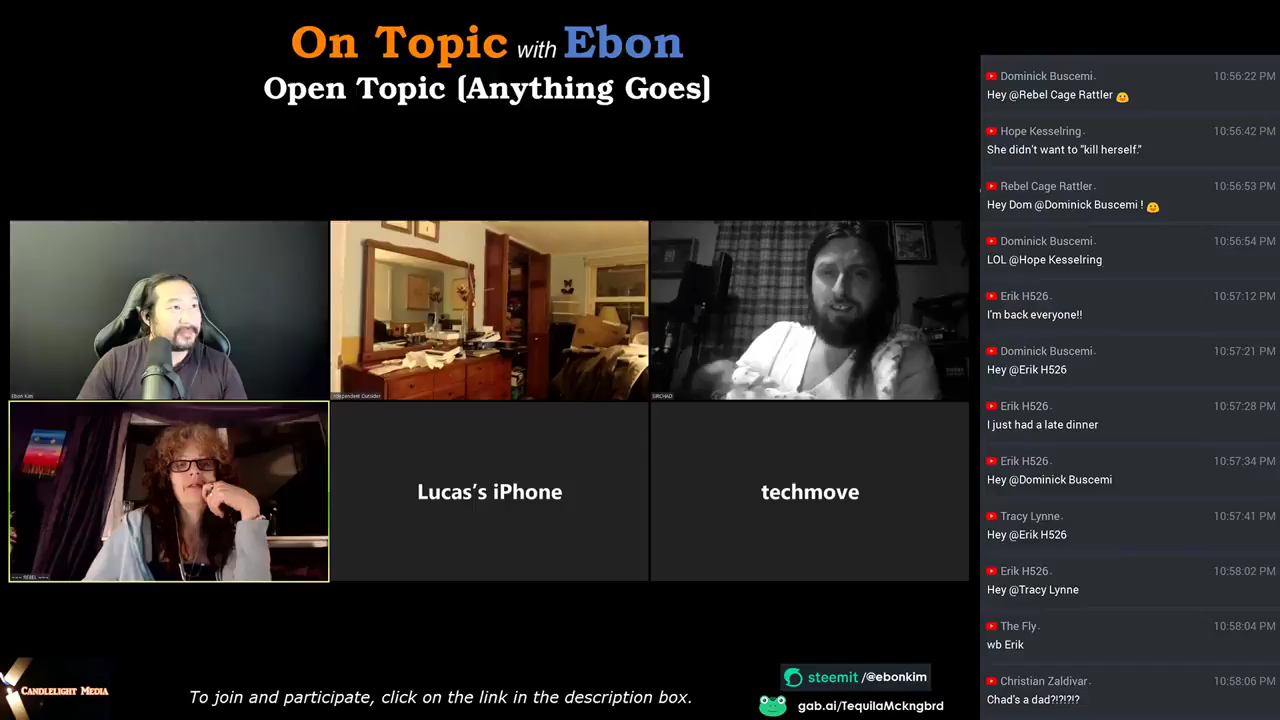 On Topic with Ebon
Open Topic (Anything Goes)
Ebon Kim
Independent Outsider
SIRCHAD
--- REBEL ---
Lucas's iPhone
techmove
CANDLELIGHT MEDIA
To join and participate, click on the link in the description box.
steemit /@ebonkim
gab.ai/TequilaMckngbrd
Dominick Buscemi. 10:56:22 PM
Hey @Rebel Cage Rattler
Hope Kesselring. 10:56:42 PM
She didn't want to "kill herself."
Rebel Cage Rattler. 10:56:53 PM
Hey Dom @Dominick Buscemi !
Dominick Buscemi. 10:56:54 PM
LOL @Hope Kesselring
Erik H526. 10:57:12 PM
I'm back everyone!!
Dominick Buscemi. 10:57:21 PM
Hey @Erik H526
Erik H526. 10:57:28 PM
I just had a late dinner
Erik H526. 10:57:34 PM
Hey @Dominick Buscemi
Tracy Lynne. 10:57:41 PM
Hey @Erik H526
Erik H526. 10:58:02 PM
Hey @Tracy Lynne
The Fly. 10:58:04 PM
wb Erik
Christian Zaldivar. 10:58:06 PM
Chad's a dad?!?!?!?